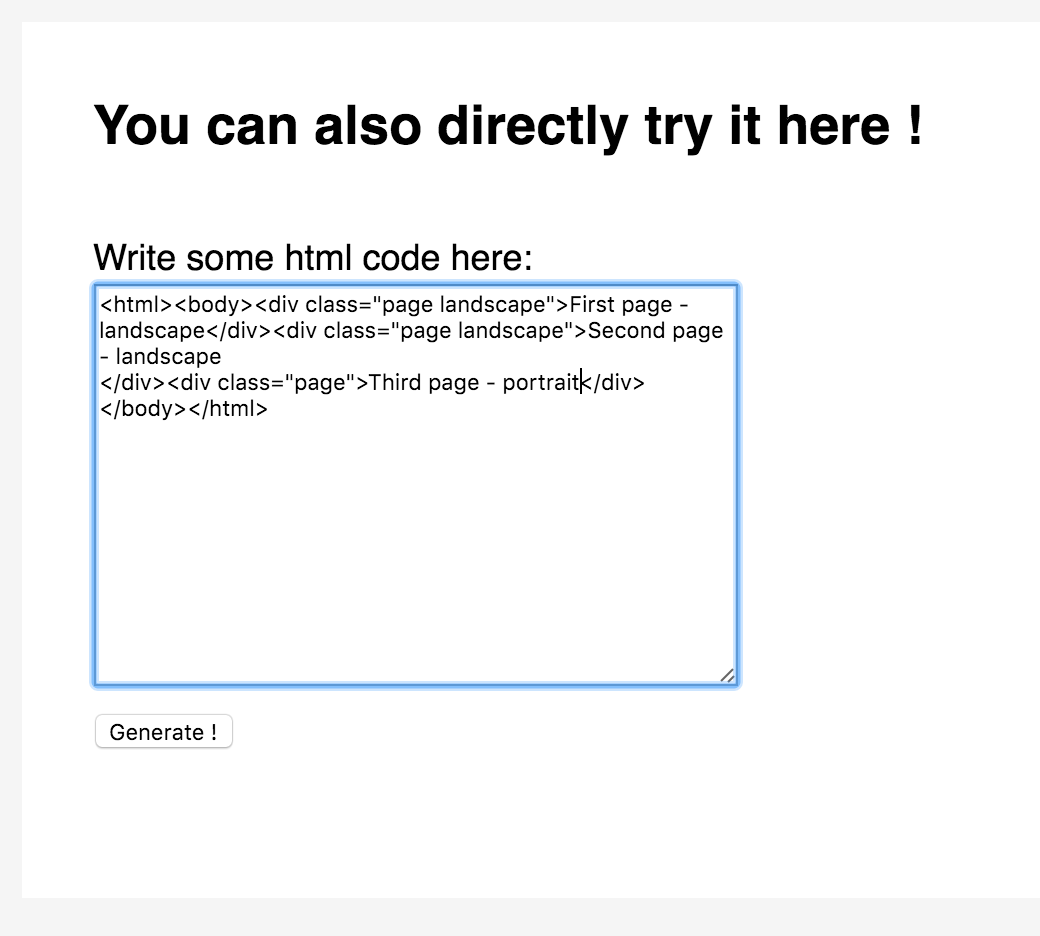 You can also directly try it here !
Write some html code here:
<html><body><div class="page landscape">First page -
landscape</div><div class="page landscape">Second page
- landscape
</div><div class="page">Third page - portrait</div>
</body></html>
Generate !